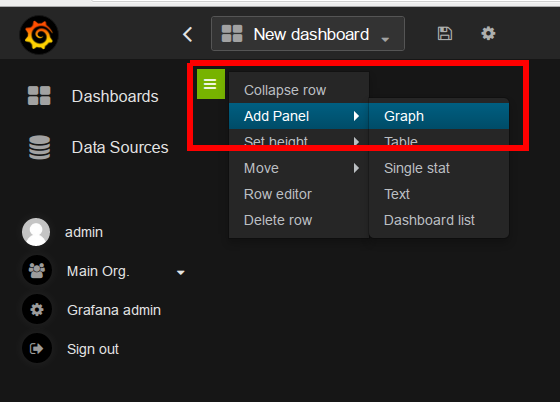 New dashboard
Dashboards
Data Sources
admin
Main Org.
Grafana admin
Sign out
Collapse row
Add Panel
Set height
Move
Row editor
Delete row
Graph
Table
Single stat
Text
Dashboard list